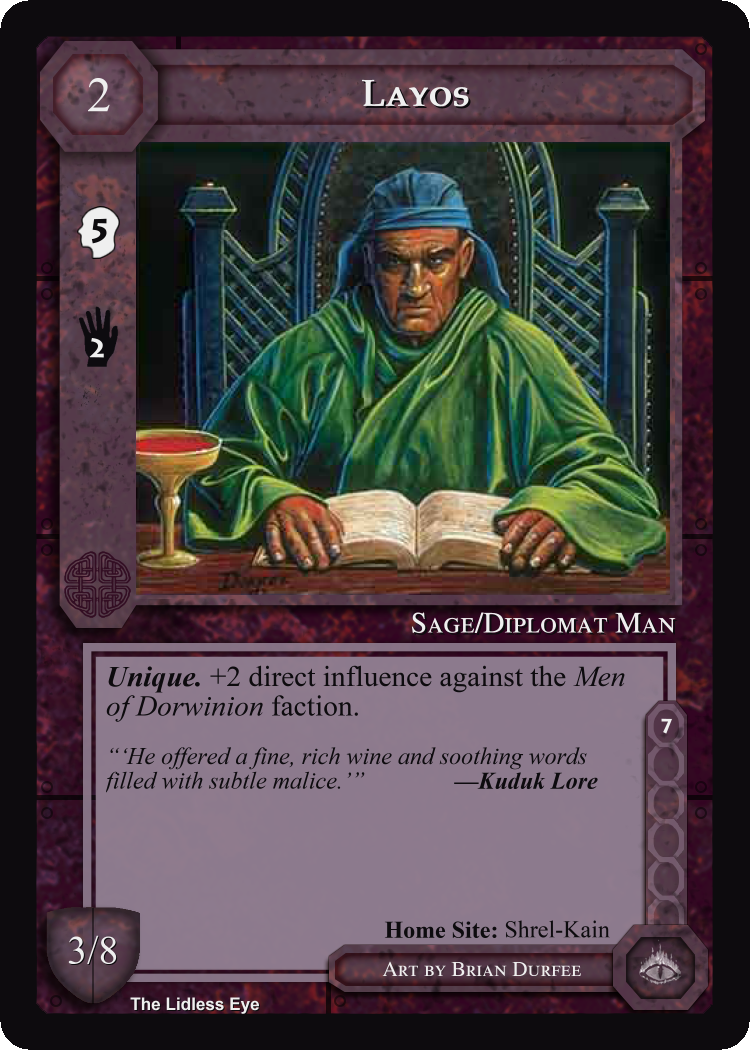 2
Layos
5
2
Durfee
Sage/Diplomat Man
Unique. +2 direct influence against the Men
of Dorwinion faction.
7
“‘He offered a fine, rich wine and soothing words
filled with subtle malice.’” —Kuduk Lore
Home Site: Shrel-Kain
3/8
Art by Brian Durfee
The Lidless Eye